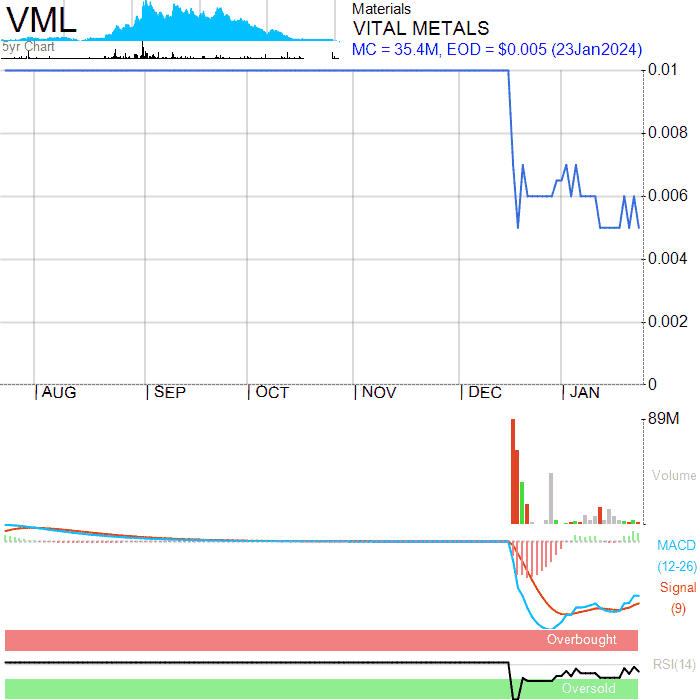 VML
5yr Chart
Materials
VITAL METALS
MC = 35.4M, EOD = $0.005 (23Jan2024)
0.01
0.008
0.006
0.004
0.002
0
AUG SEP OCT NOV DEC JAN
89M
Volume
MACD
(12-26)
Signal
(9)
Overbought
RSI(14)
Oversold